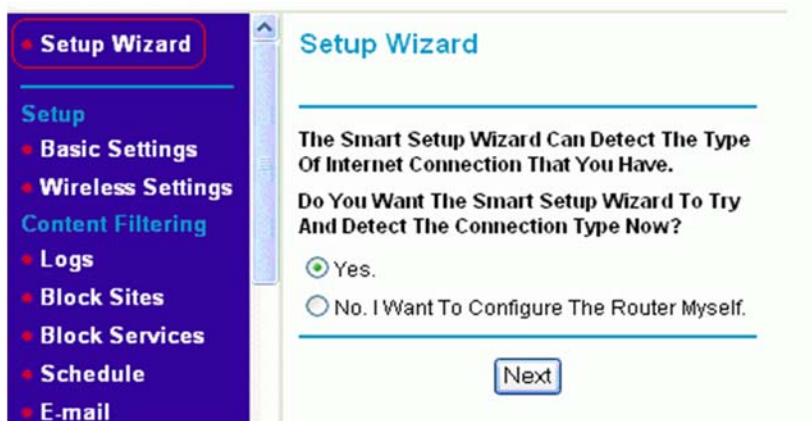 Setup Wizard
Setup
Basic Settings
Wireless Settings
Content Filtering
Logs
Block Sites
Block Services
Schedule
E-mail
Setup Wizard
The Smart Setup Wizard Can Detect The Type
Of Internet Connection That You Have.
Do You Want The Smart Setup Wizard To Try
And Detect The Connection Type Now?
Yes.
No. I Want To Configure The Router Myself.
Next